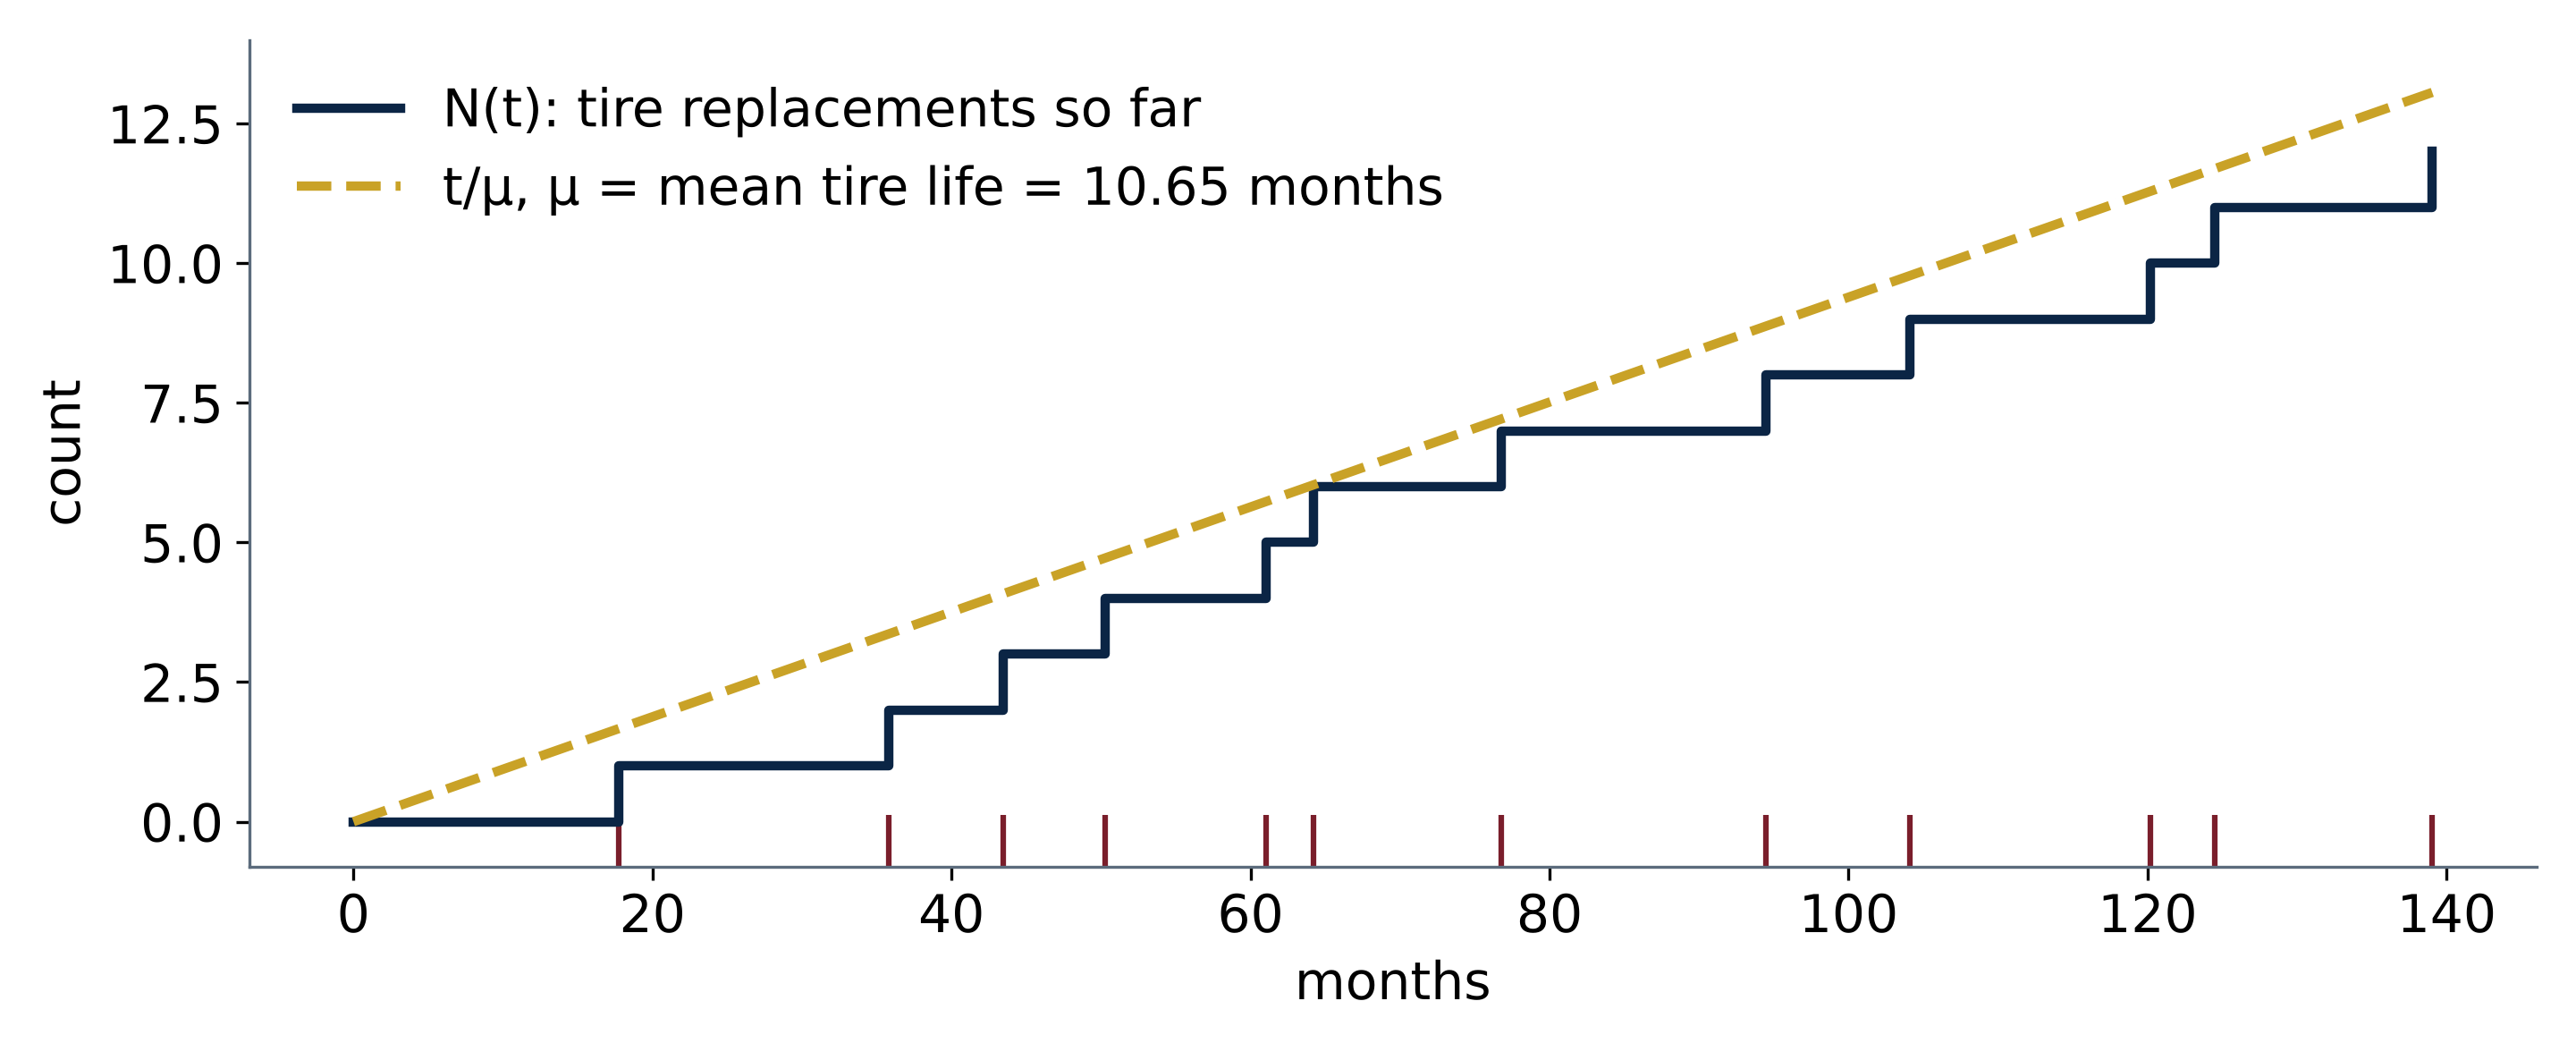 N(t): tire replacements so far
t/μ, μ = mean tire life = 10.65 months
12.5
10.0
7.5
5.0
2.5
0.0
count
0 20 40 60 80 100 120 140
months